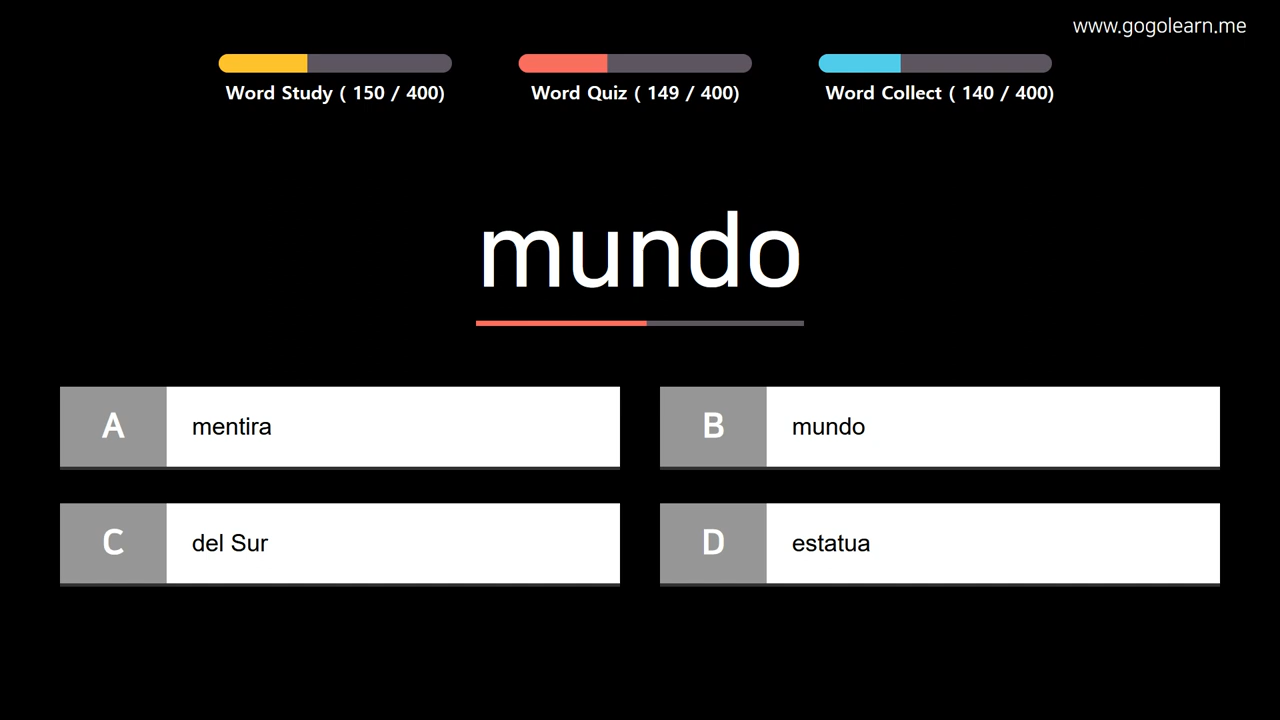 www.gogolearn.me
Word Study ( 150 / 400)
Word Quiz ( 149 / 400)
Word Collect ( 140 / 400)
mundo
A mentira
B mundo
C del Sur
D estatua